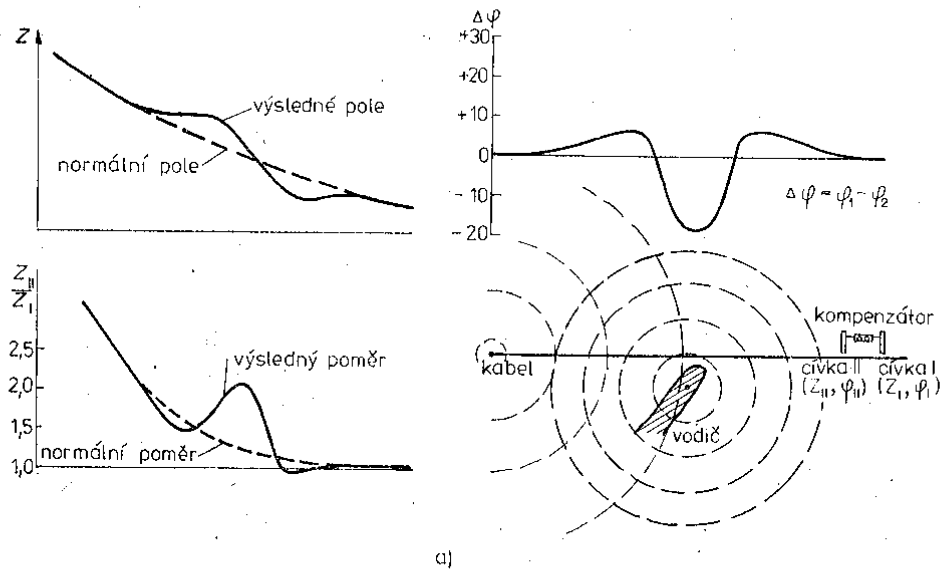 Z
výsledné pole
normální pole
Δφ
+30
+20
+10
0
-10
-20
Δφ = φ₁ - φ₂
Z_II
Z_I
2,5
2,0
1,5
1,0
výsledný poměr
normální poměr
kabel
vodič
kompenzátor
cívka II
(Z_II, φ_II)
cívka I
(Z_I, φ_I)
a)